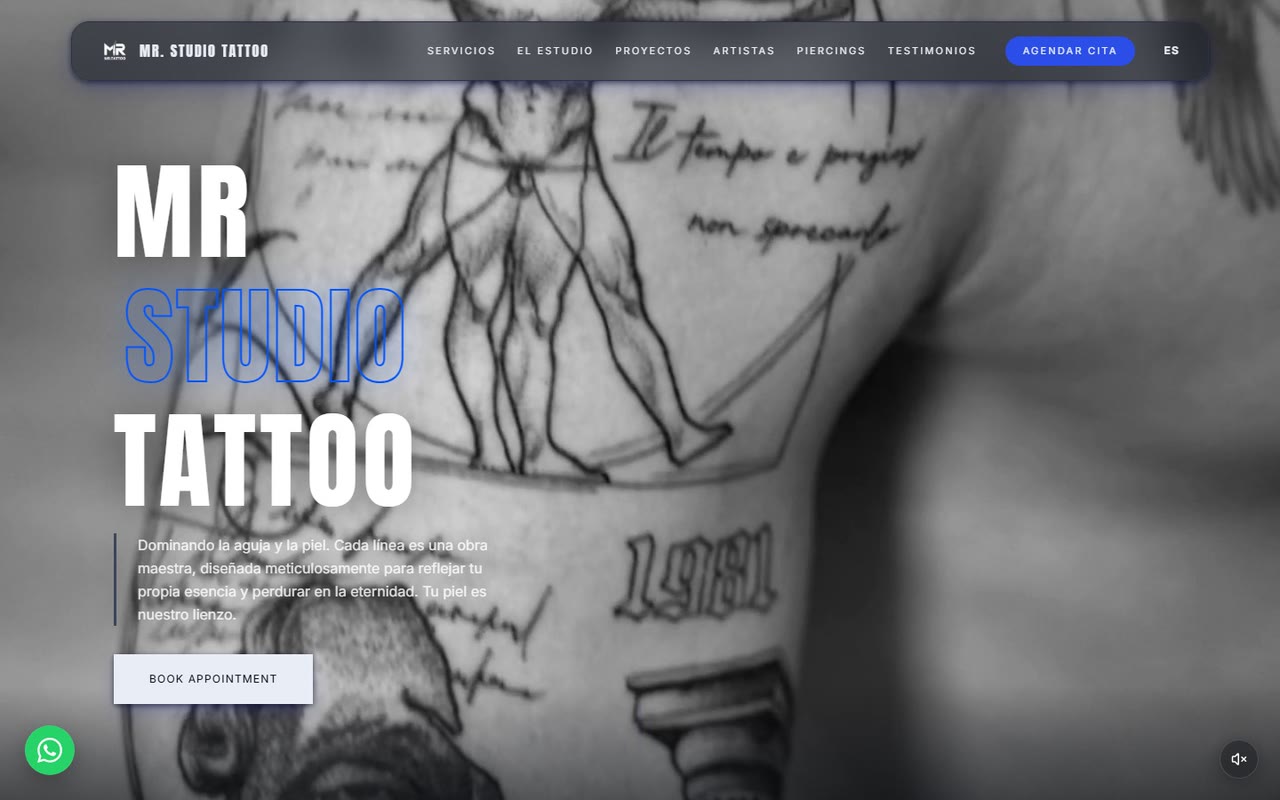 MR
MR.TATTOO
MR. STUDIO TATTOO
SERVICIOS
EL ESTUDIO
PROYECTOS
ARTISTAS
PIERCINGS
TESTIMONIOS
AGENDAR CITA
ES
Il tempo e
non sprecarlo
MR
STUDIO
TATTOO
Dominando la aguja y la piel. Cada línea es una obra
maestra, diseñada meticulosamente para reflejar tu
propia esencia y perdurar en la eternidad. Tu piel es
nuestro lienzo.
1981
BOOK APPOINTMENT